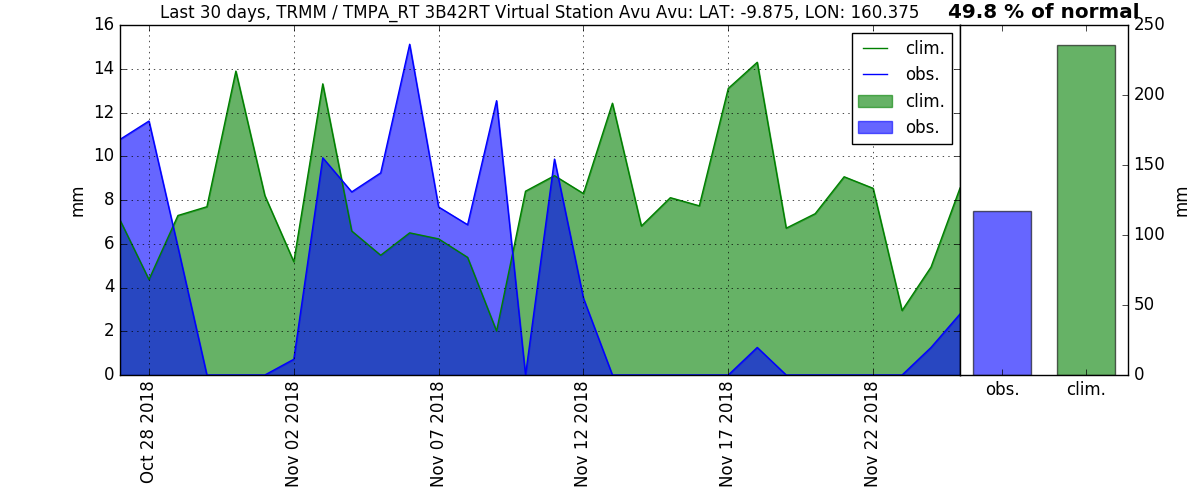 Last 30 days, TRMM / TMPA_RT 3B42RT Virtual Station Avu Avu: LAT: -9.875, LON: 160.375
49.8 % of normal
16
14
12
10
8
6
4
2
0
mm
clim.
obs.
clim.
obs.
Oct 28 2018
Nov 02 2018
Nov 07 2018
Nov 12 2018
Nov 17 2018
Nov 22 2018
250
200
150
100
50
0
mm
obs.
clim.